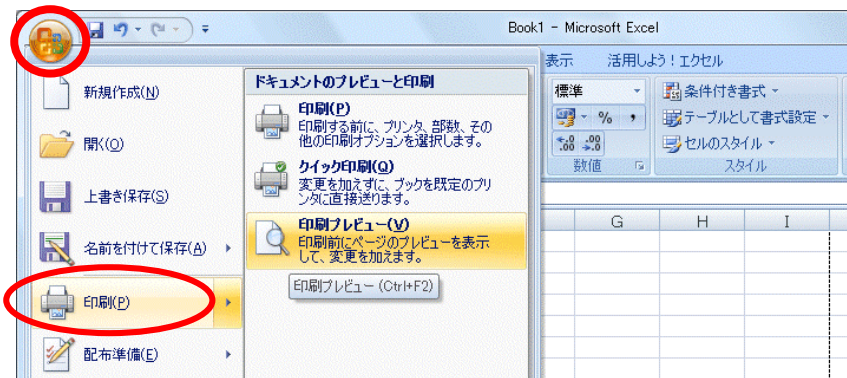 Book1 - Microsoft Excel
表示 活用しよう！エクセル
新規作成(N)
開く(O)
上書き保存(S)
名前を付けて保存(A)
印刷(P)
配布準備(E)
ドキュメントのプレビューと印刷
印刷(P)
印刷する前に、プリンタ、部数、その
他の印刷オプションを選択します。
クイック印刷(Q)
変更を加えずに、ブックを既定のプリ
ンタに直接送ります。
印刷プレビュー(V)
印刷前にページのプレビューを表示
して、変更を加えます。
印刷プレビュー (Ctrl+F2)
標準
% ,
.0 .00
.00 .0
数値
条件付き書式
テーブルとして書式設定
セルのスタイル
スタイル
G H I